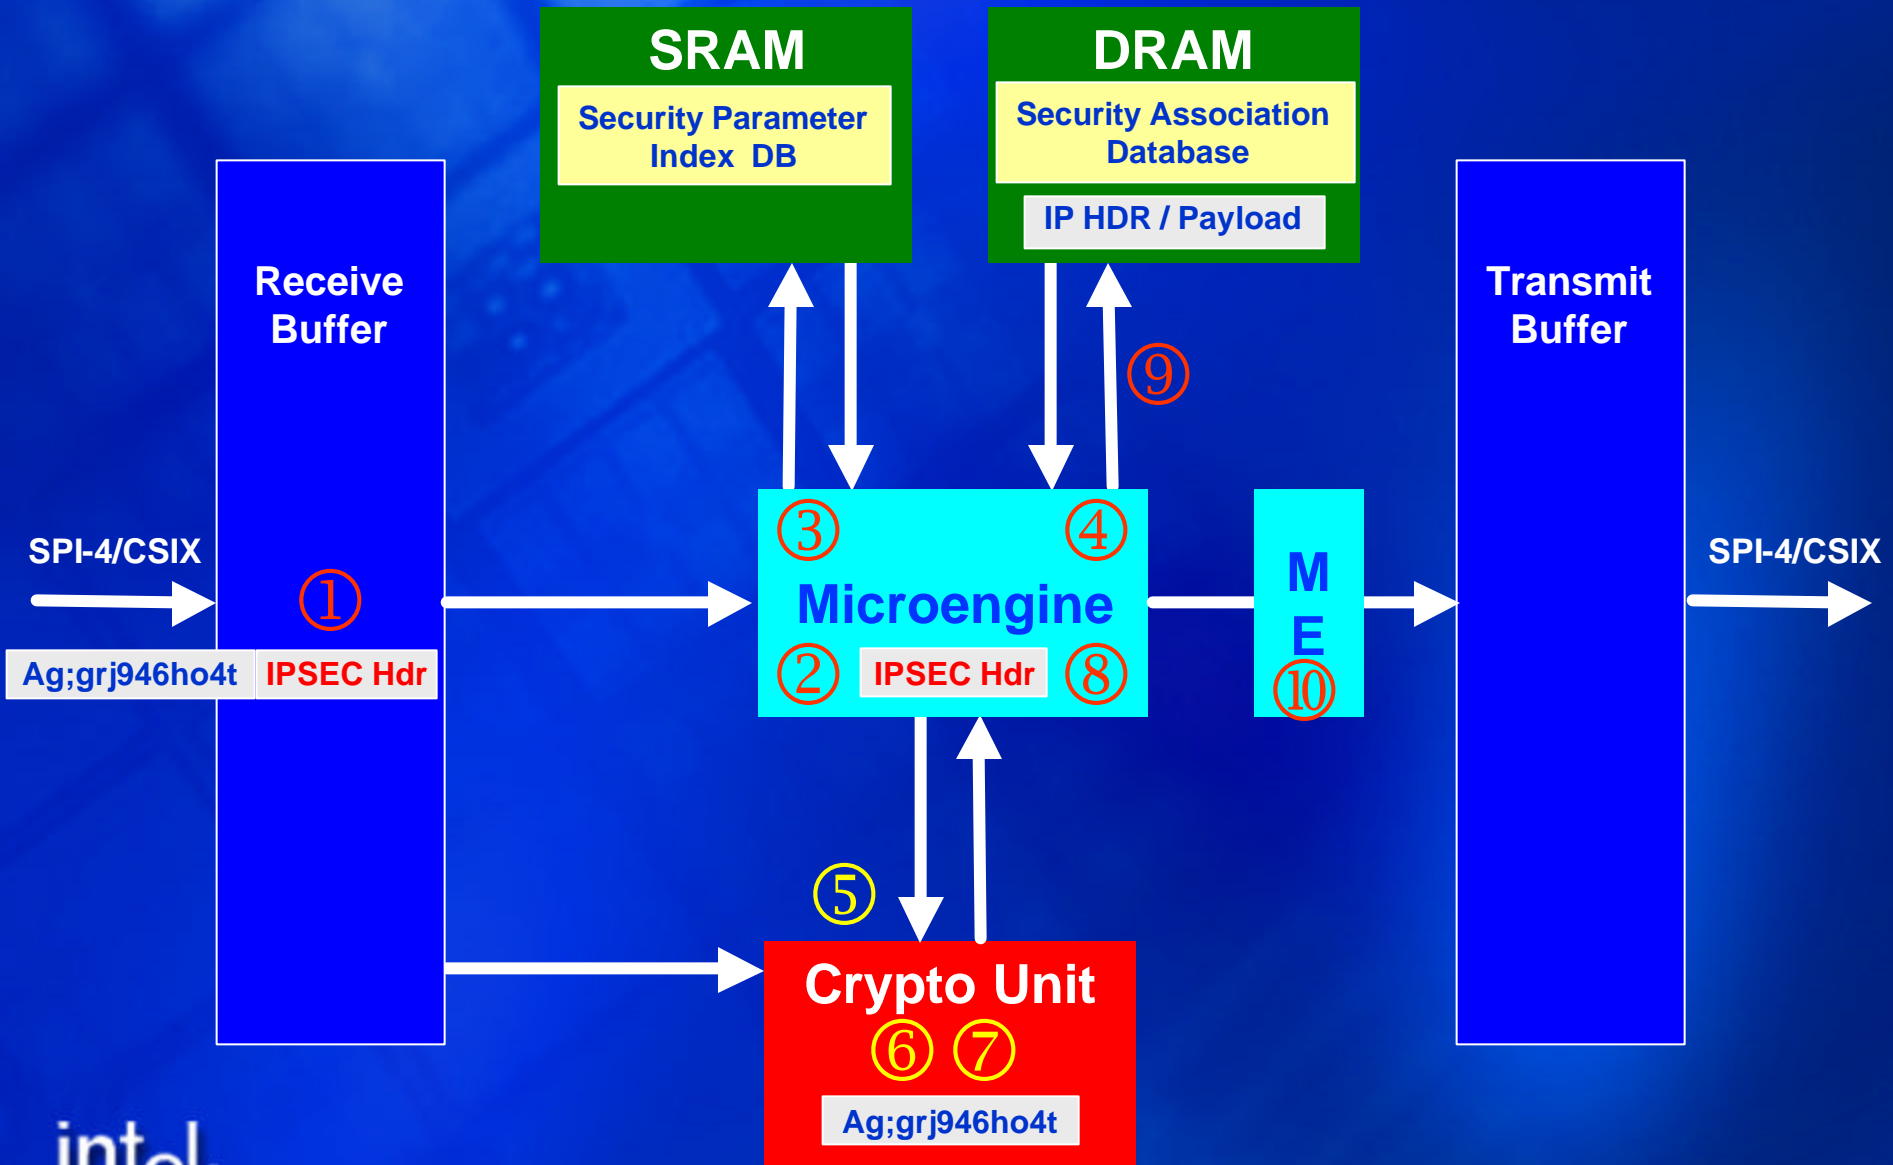 SRAM
Security Parameter
Index DB
DRAM
Security Association
Database
IP HDR / Payload
Receive
Buffer
Transmit
Buffer
⑨
③
④
SPI-4/CSIX
①
Microengine
M
E
SPI-4/CSIX
Ag;grj946ho4t
IPSEC Hdr
②
IPSEC Hdr
⑧
⑩
⑤
Crypto Unit
⑥ ⑦
Ag;grj946ho4t
intel.